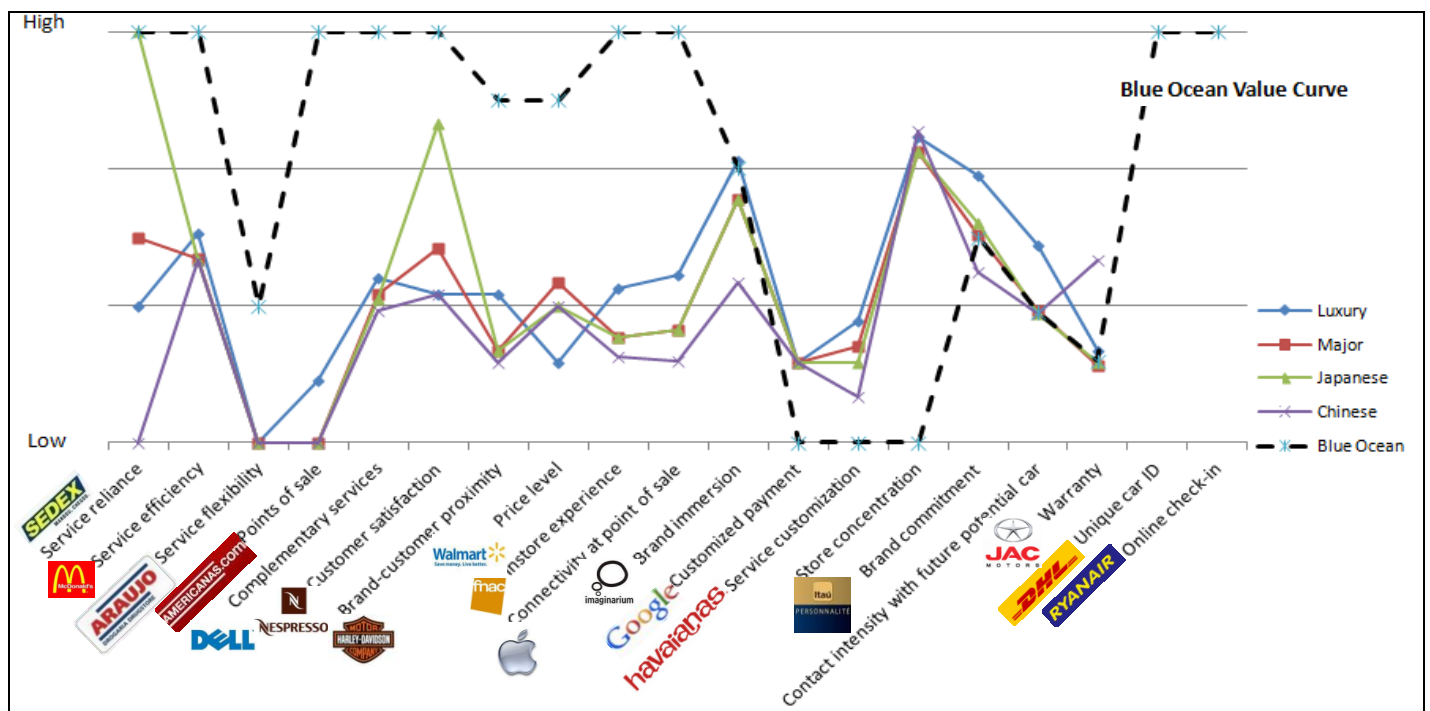 High
Blue Ocean Value Curve
Luxury
Major
Japanese
Chinese
Blue Ocean
Low
Service reliance
Service efficiency
Service flexibility
Points of sale
Complementary services
Customer satisfaction
Brand-customer proximity
Price level
Instore experience
Connectivity at point of sale
Brand immersion
Customized payment
Service customization
Store concentration
Brand commitment
Contact intensity with future potential car
Warranty
Unique car ID
Online check-in
SEDEX
McDonald's
ARAUJO
AMERICANAS.com
DELL
NESPRESSO
MOTOR
HARLEY-DAVIDSON
COMPANY
Walmart
Save money. Live better.
fnac
imaginarium
Google
havaianas
Itaú
PERSONNALITÉ
JAC
MOTORS
DHL
RYANAIR